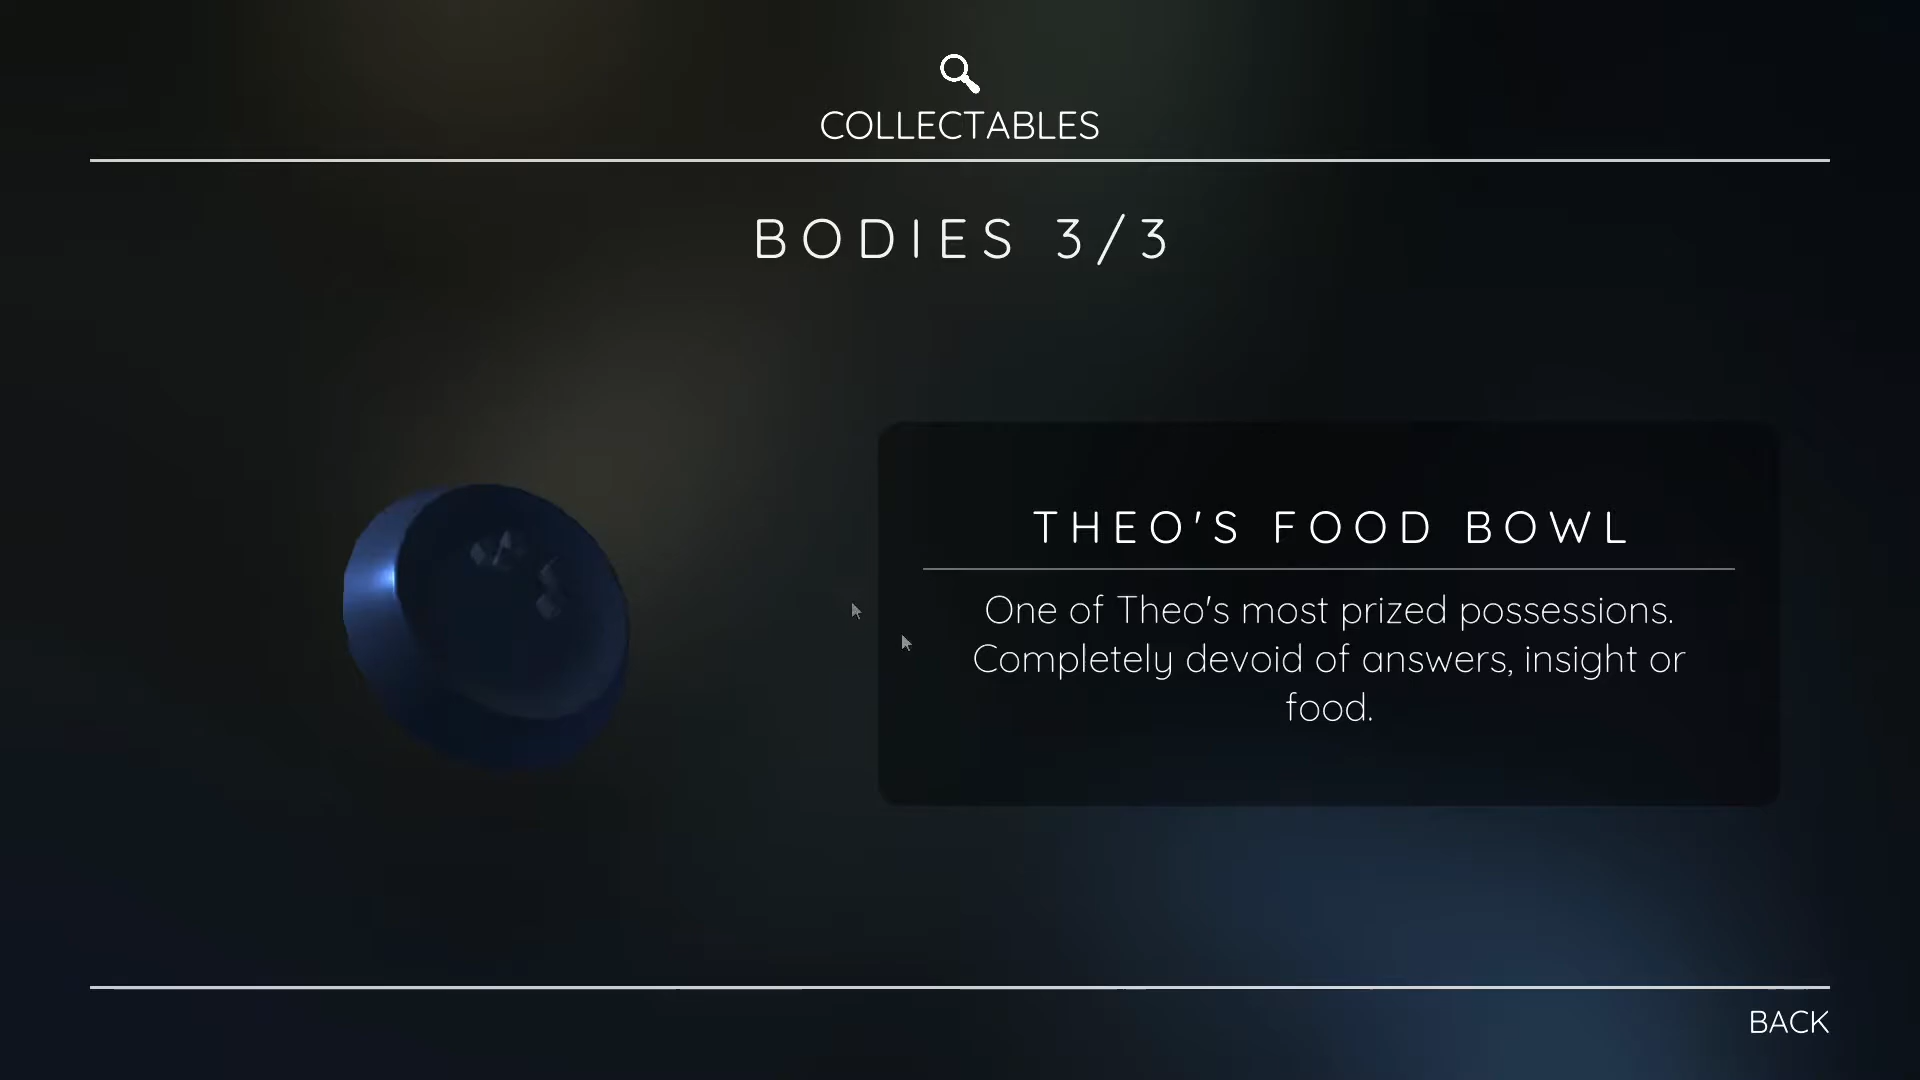 COLLECTABLES
BODIES 3/3
THEO'S FOOD BOWL
One of Theo's most prized possessions.
Completely devoid of answers, insight or
food.
BACK